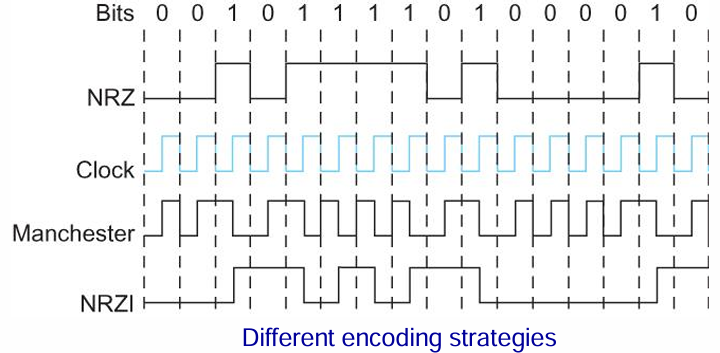 Bits 0 0 1 0 1 1 1 1 0 1 0 0 0 0 1 0
NRZ
Clock
Manchester
NRZI
Different encoding strategies